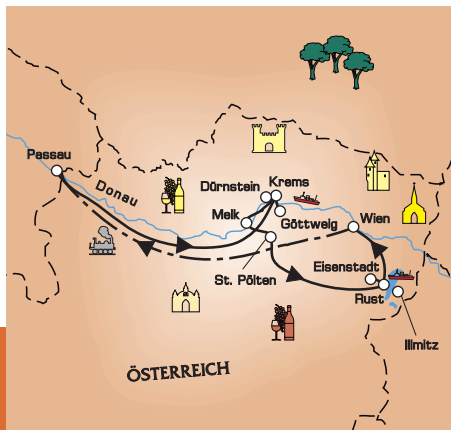 Passau
Donau
Dürnstein
Krems
Melk
Göttweig
Wien
St. Pölten
Eisenstadt
Rust
Illmitz
ÖSTERREICH